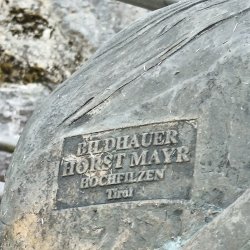 BILDHAUER
HORST MAYR
HOCHFILZEN
Tirol